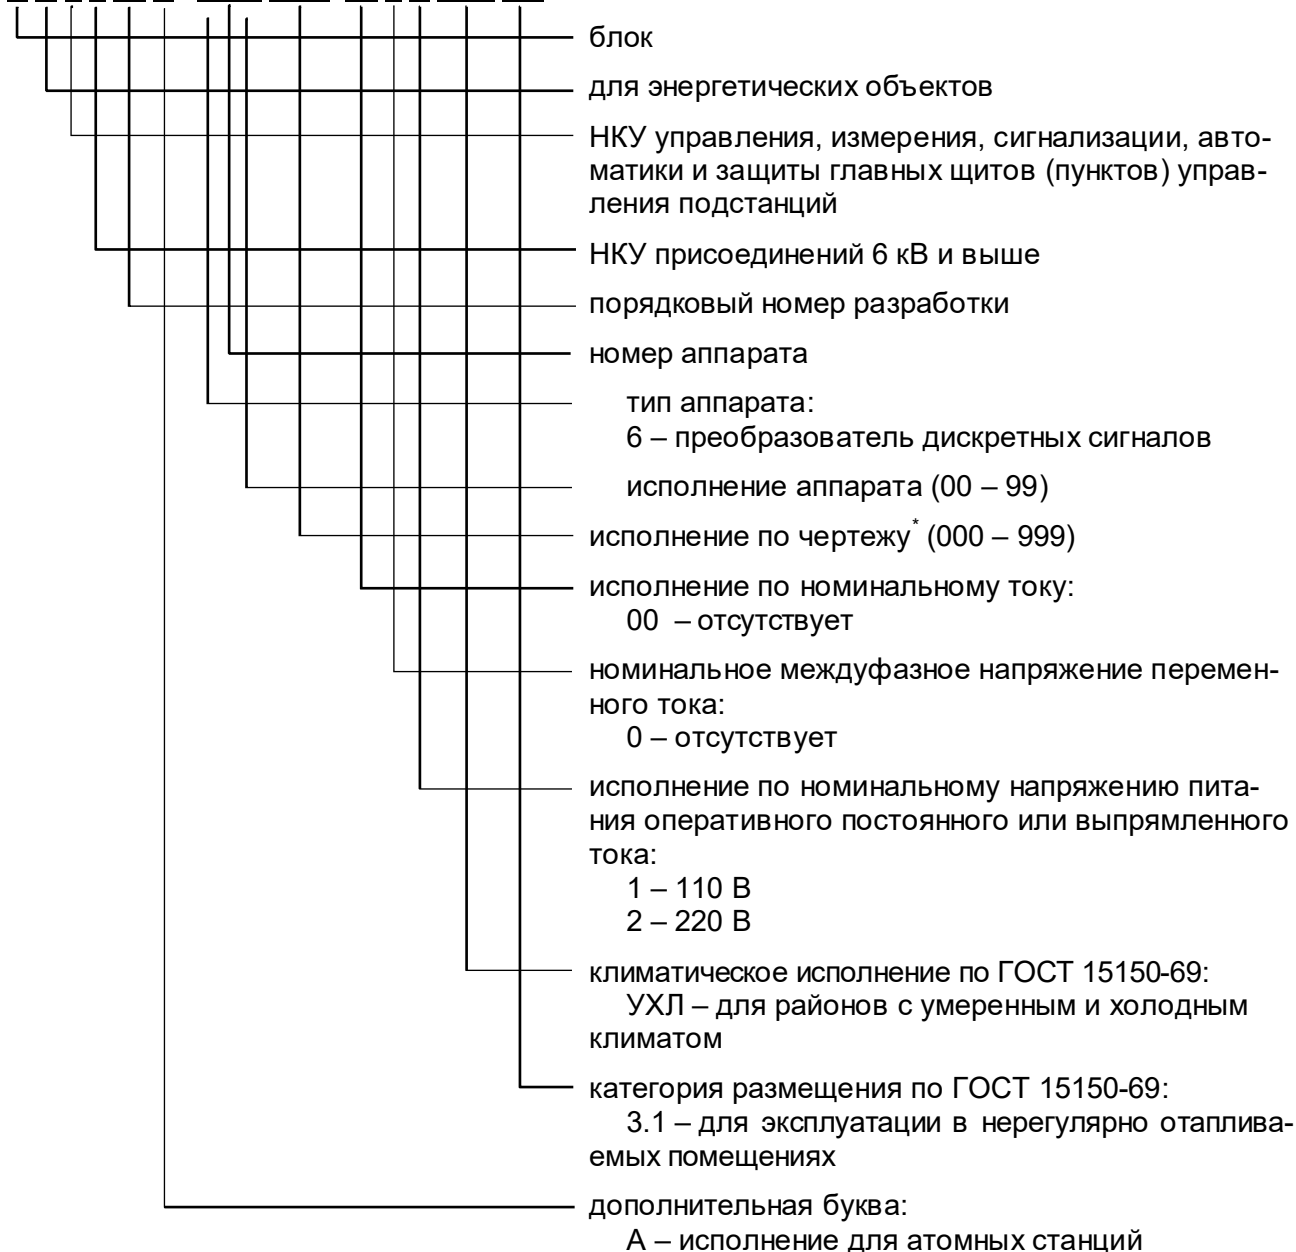 блок
для энергетических объектов
НКУ управления, измерения, сигнализации, авто-
матики и защиты главных щитов (пунктов) управ-
ления подстанций
НКУ присоединений 6 кВ и выше
порядковый номер разработки
номер аппарата
тип аппарата:
6 – преобразователь дискретных сигналов
исполнение аппарата (00 – 99)
исполнение по чертежу* (000 – 999)
исполнение по номинальному току:
00 – отсутствует
номинальное междуфазное напряжение перемен-
ного тока:
0 – отсутствует
исполнение по номинальному напряжению пита-
ния оперативного постоянного или выпрямленного
тока:
1 – 110 В
2 – 220 В
климатическое исполнение по ГОСТ 15150-69:
УХЛ – для районов с умеренным и холодным
климатом
категория размещения по ГОСТ 15150-69:
3.1 – для эксплуатации в нерегулярно отаплива-
емых помещениях
дополнительная буква:
А – исполнение для атомных станций